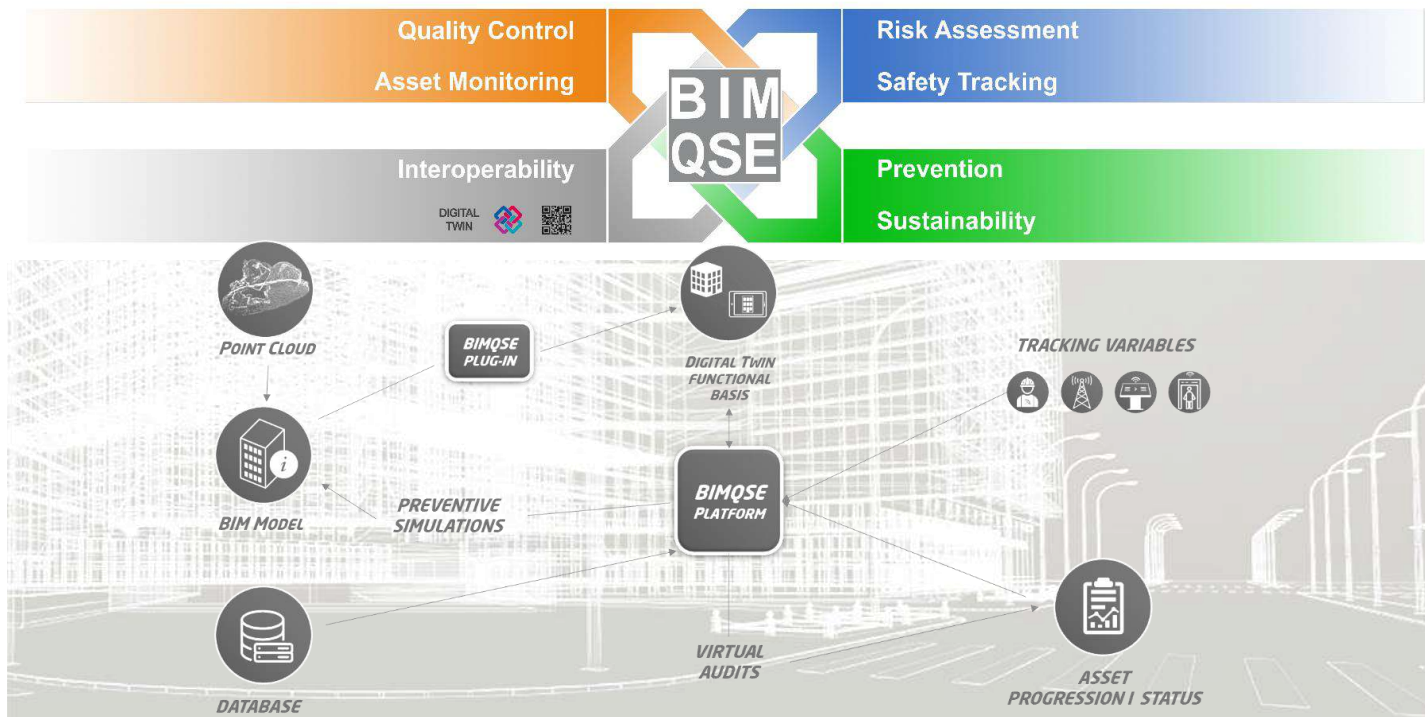 Quality Control
Asset Monitoring
Risk Assessment
Safety Tracking
BIM
QSE
Interoperability
DIGITAL
TWIN
Prevention
Sustainability
POINT CLOUD
BIMQSE
PLUG-IN
DIGITAL TWIN
FUNCTIONAL
BASIS
TRACKING VARIABLES
i
BIM MODEL
PREVENTIVE
SIMULATIONS
BIMQSE
PLATFORM
DATABASE
VIRTUAL
AUDITS
ASSET
PROGRESSION I STATUS